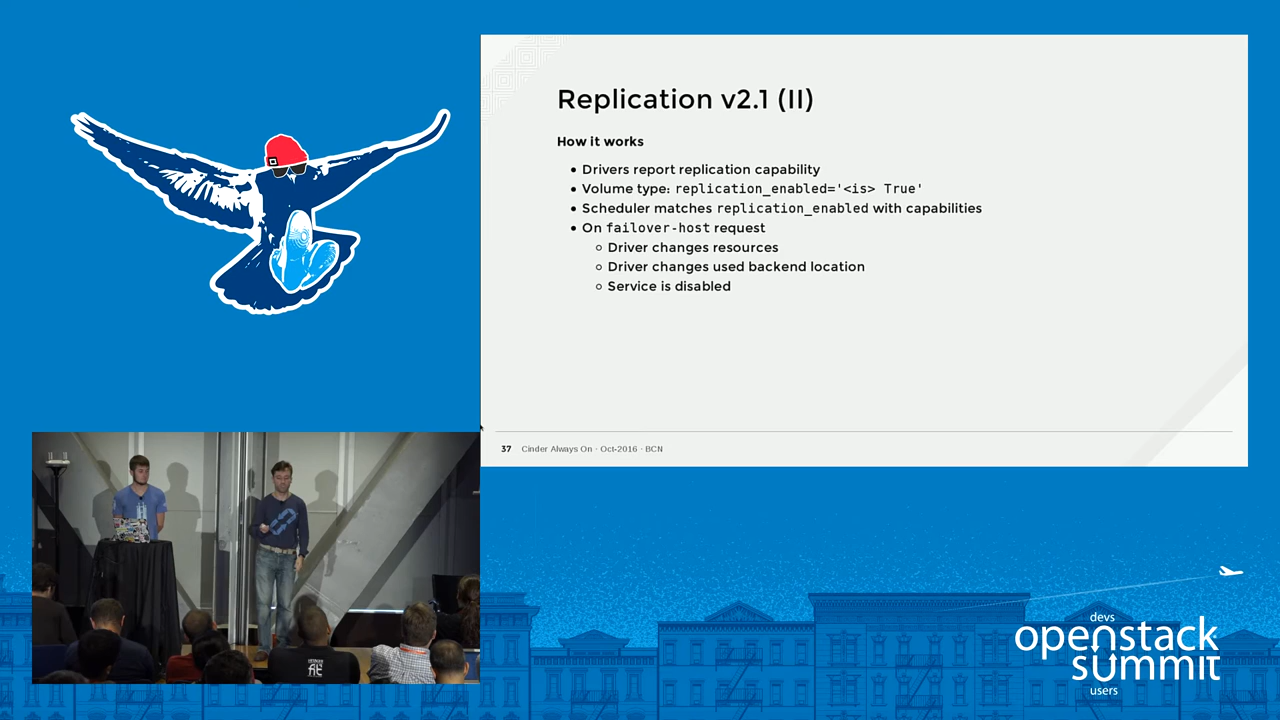 Replication v2.1 (II)
How it works
• Drivers report replication capability
• Volume type: replication_enabled='<is> True'
• Scheduler matches replication_enabled with capabilities
• On failover-host request
○ Driver changes resources
○ Driver changes used backend location
○ Service is disabled
37 Cinder Always On · Oct-2016 · BCN
devs
openstack
summit
users